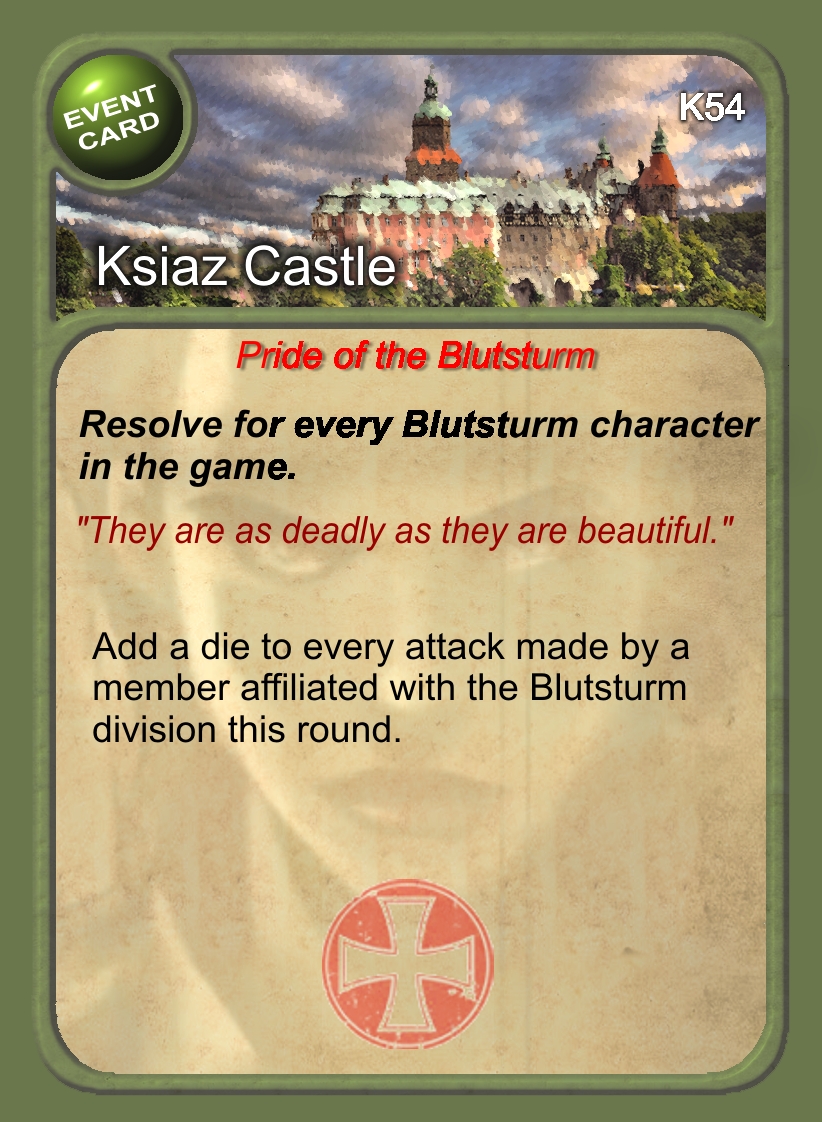 EVENT
CARD
K54
Ksiaz Castle
Pride of the Blutsturm
Resolve for every Blutsturm character
in the game.
"They are as deadly as they are beautiful."
Add a die to every attack made by a
member affiliated with the Blutsturm
division this round.